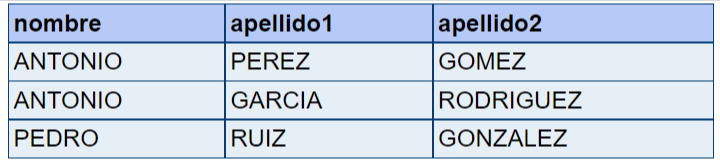 nombre apellido1 apellido2
ANTONIO PEREZ GOMEZ
ANTONIO GARCIA RODRIGUEZ
PEDRO RUIZ GONZALEZ